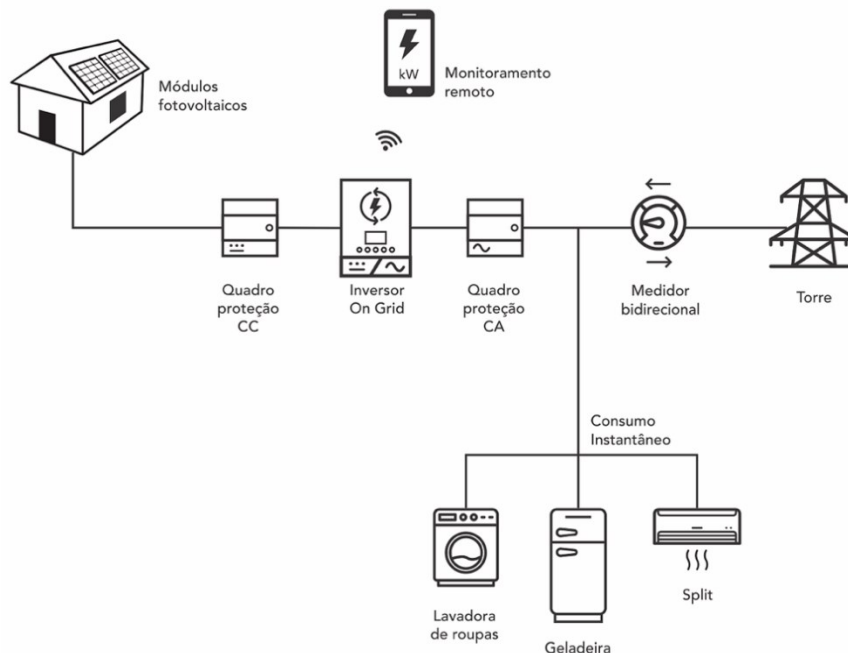 kW
Monitoramento
remoto
Módulos
fotovoltaicos
Quadro
proteção
CC
Inversor
On Grid
Quadro
proteção
CA
Medidor
bidirecional
Torre
Consumo
Instantâneo
Lavadora
de roupas
Geladeira
Split